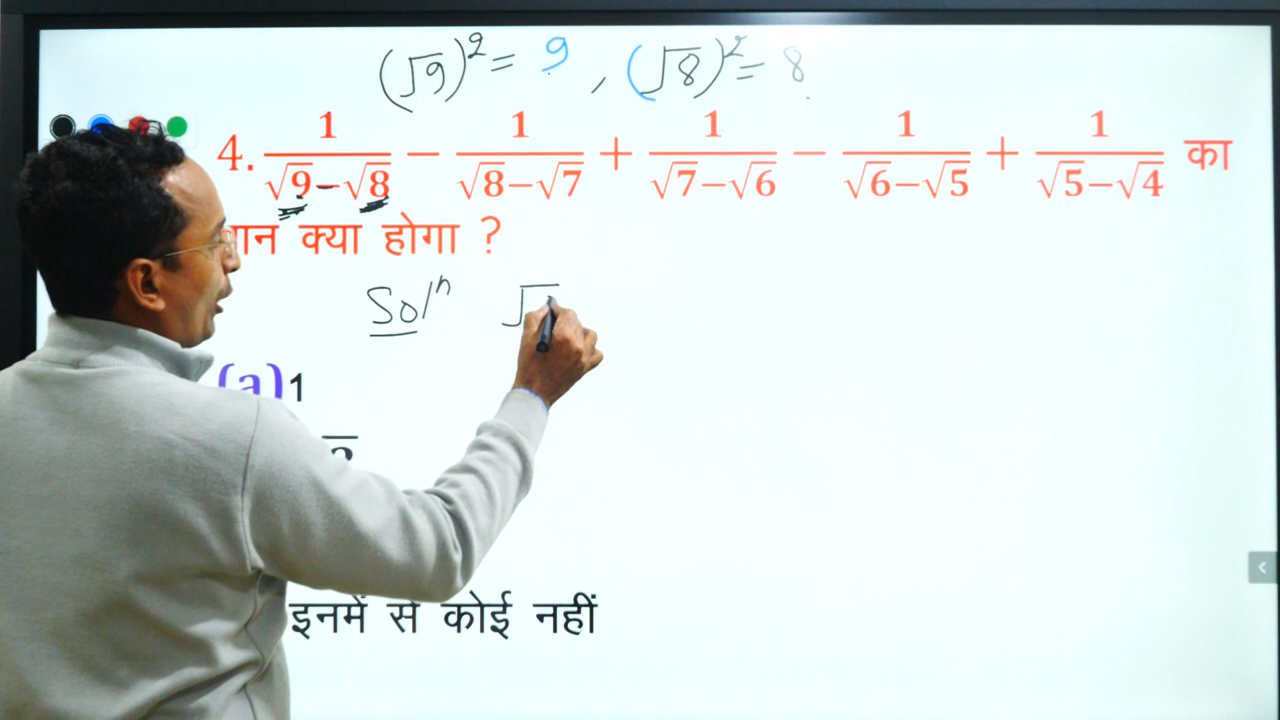 (√9)² = 9 , (√8)² = 8
4. 1/(√9−√8) − 1/(√8−√7) + 1/(√7−√6) − 1/(√6−√5) + 1/(√5−√4) का
क्या होगा ?
Solⁿ √
(a) 1
इनमें से कोई नहीं